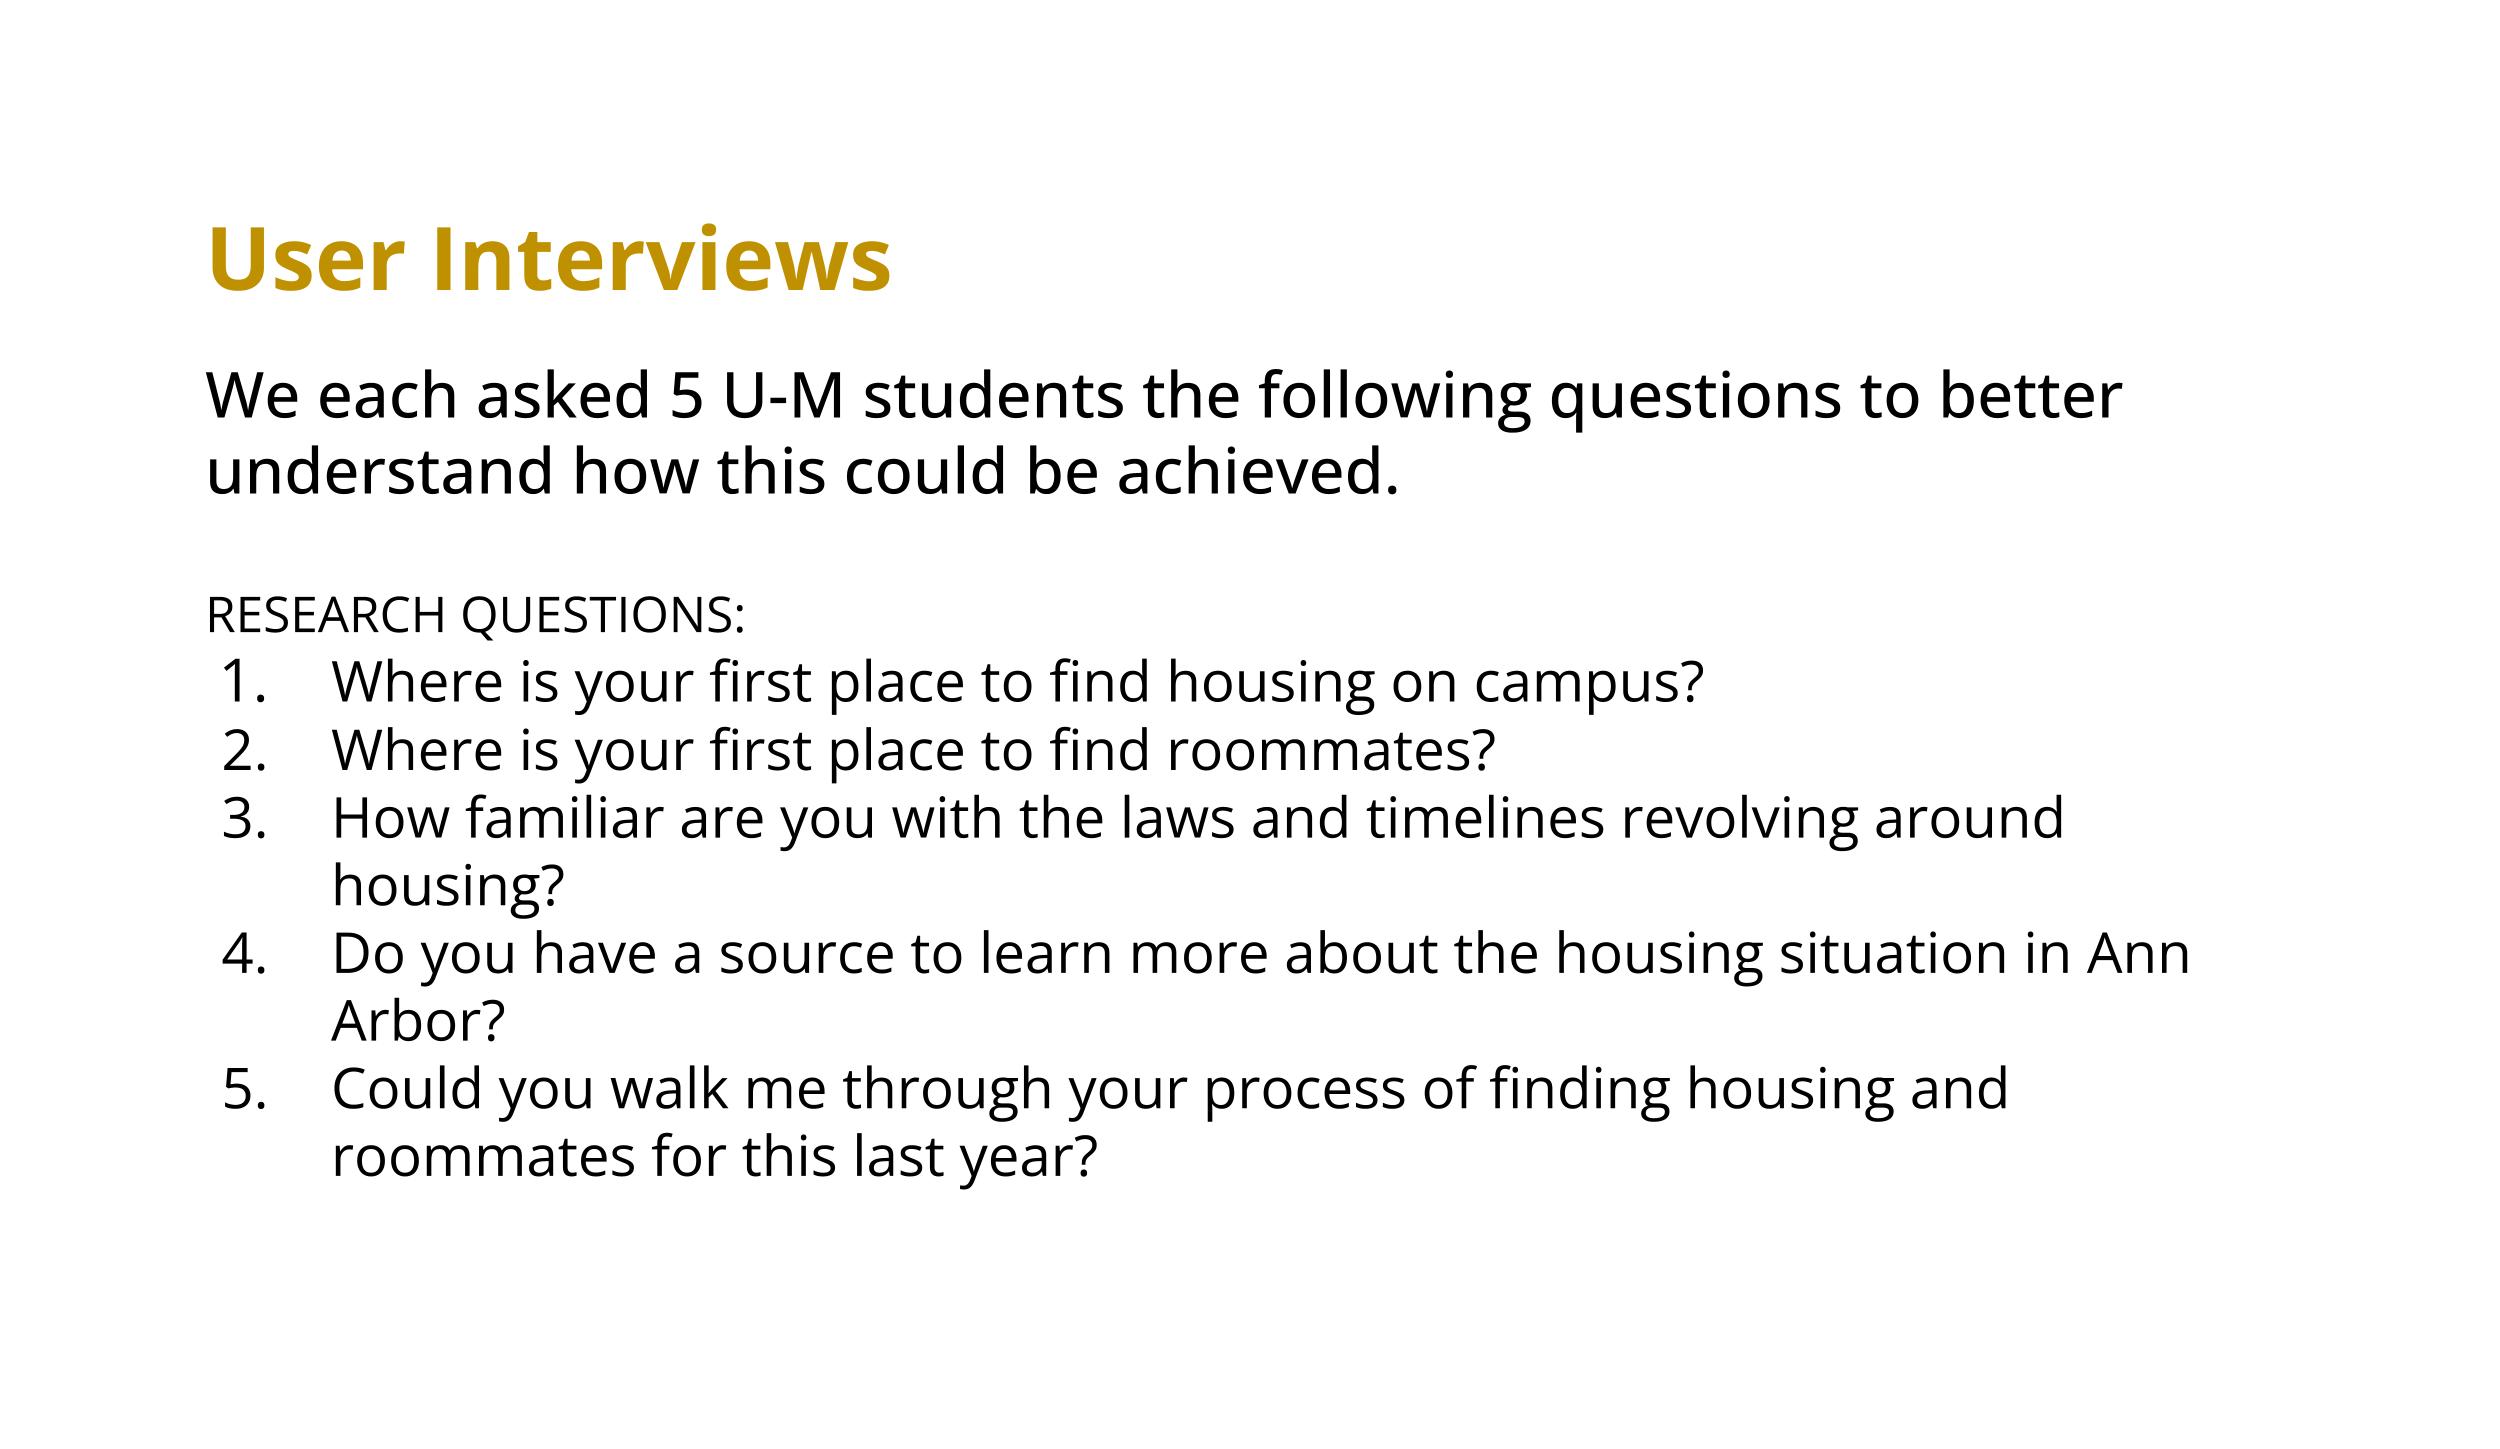 User Interviews
We each asked 5 U-M students the following questions to better
understand how this could be achieved.
RESEARCH QUESTIONS:
1. Where is your first place to find housing on campus?
2. Where is your first place to find roommates?
3. How familiar are you with the laws and timelines revolving around
housing?
4. Do you have a source to learn more about the housing situation in Ann
Arbor?
5. Could you walk me through your process of finding housing and
roommates for this last year?